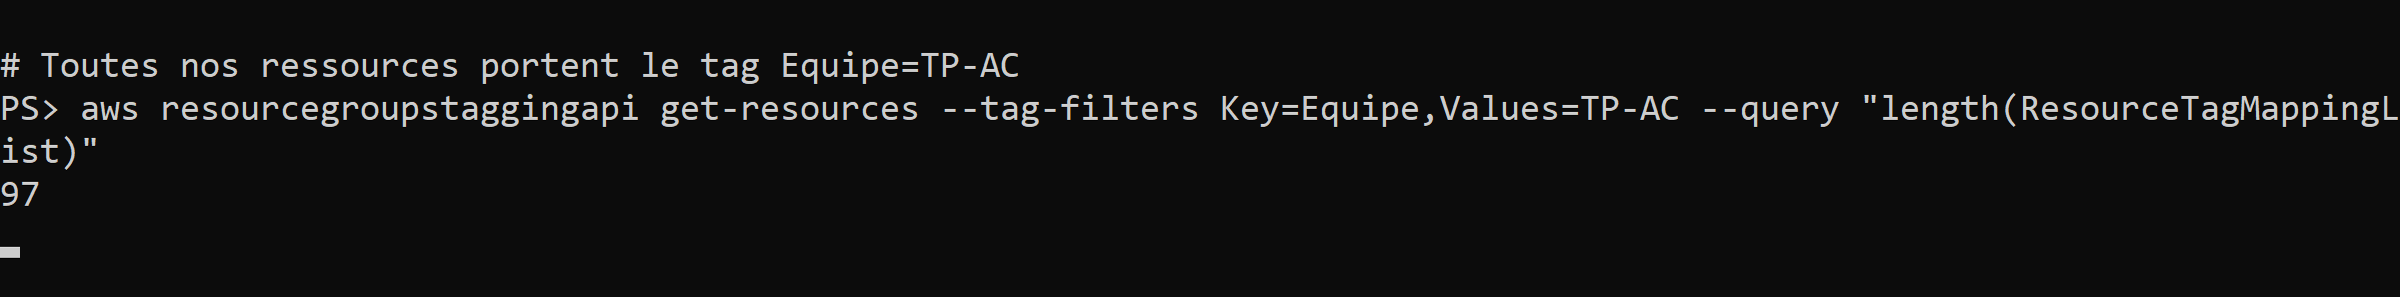 # Toutes nos ressources portent le tag Equipe=TP-AC
PS> aws resourcegroupstaggingapi get-resources --tag-filters Key=Equipe,Values=TP-AC --query "length(ResourceTagMappingL
ist)"
97